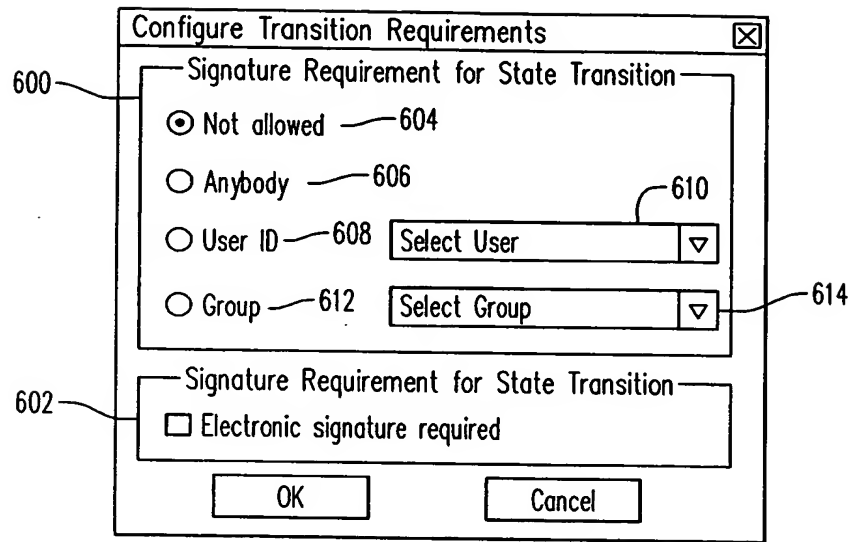 Configure Transition Requirements
Signature Requirement for State Transition
600
Not allowed 604
Anybody 606
610
User ID 608 Select User
Group 612 Select Group 614
Signature Requirement for State Transition
602
Electronic signature required
OK Cancel